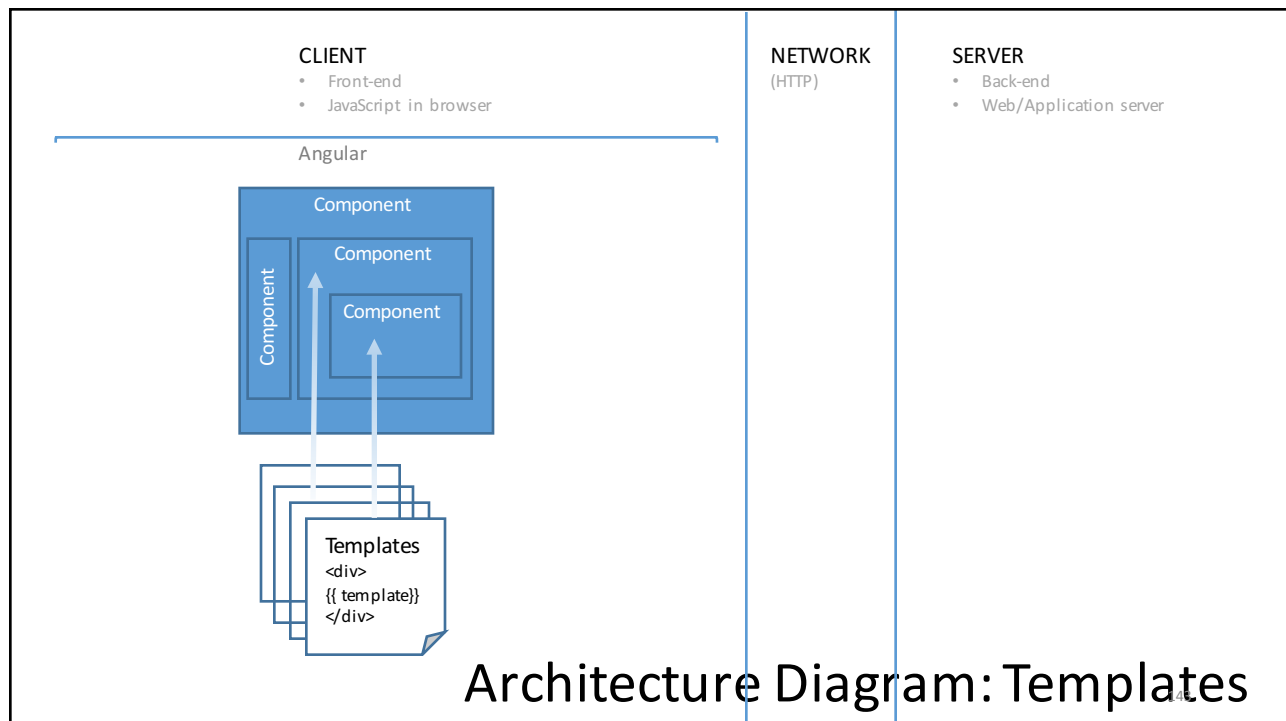 CLIENT
• Front-end
• JavaScript in browser
NETWORK
(HTTP)
SERVER
• Back-end
• Web/Application server
Angular
Component
Component
Component
Component
Templates
<div>
{{ template}}
</div>
Architecture Diagram: Templates